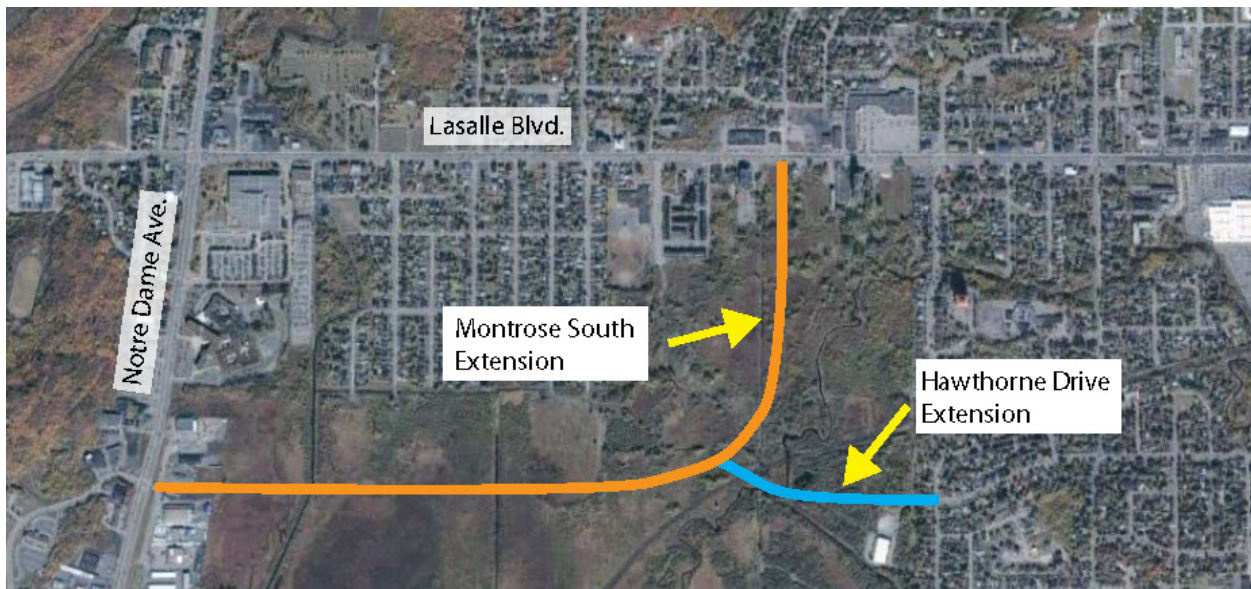 Lasalle Blvd.
Notre Dame Ave.
Montrose South
Extension
Hawthorne Drive
Extension